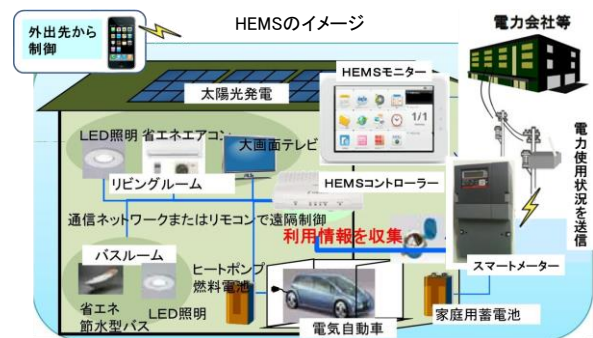 HEMSのイメージ
外出先から
制御
電力会社等
HEMSモニター
太陽光発電
1/1
LED照明 省エネエアコン
大画面テレビ
リビングルーム
HEMSコントローラー
電力使用状況を送信
通信ネットワークまたはリモコンで遠隔制御
利用情報を収集
バスルーム
ヒートポンプ
燃料電池
スマートメーター
省エネ
節水型バス
LED照明
電気自動車
家庭用蓄電池